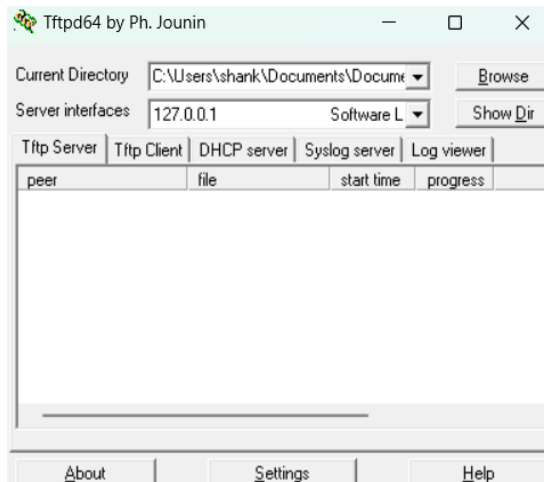 Tftpd64 by Ph. Jounin
Current Directory C:\Users\shank\Documents\Docume Browse
Server interfaces 127.0.0.1 Software L Show Dir
Tftp Server Tftp Client DHCP server Syslog server Log viewer
peer file start time progress
About Settings Help